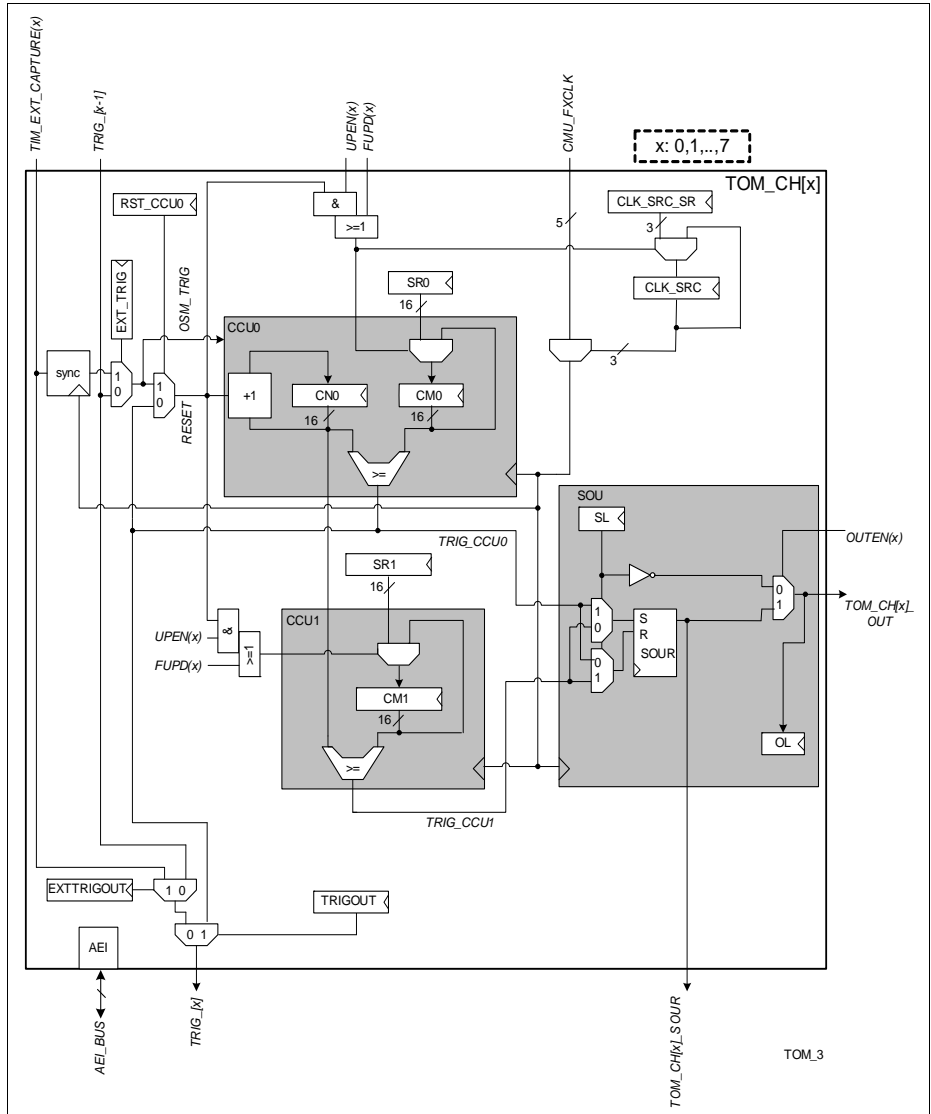 TIM_EXT_CAPTURE(x)
TRIG_[x-1]
UPEN(x)
FUPD(x)
CMU_FXCLK
x: 0,1,..,7
TOM_CH[x]
RST_CCU0
&
>=1
5
CLK_SRC_SR
3
CLK_SRC
3
EXT_TRIG
OSM_TRIG
SR0
16
CCU0
sync
1
0
1
0
RESET
+1
CN0
16
CM0
16
>=
TRIG_CCU0
SOU
SL
OUTEN(x)
0
1
TOM_CH[x]_
OUT
1
0
S
R
SOUR
0
1
OL
SR1
16
CCU1
UPEN(x)
&
FUPD(x)
>=1
CM1
16
>=
TRIG_CCU1
EXTTRIGOUT
1 0
TRIGOUT
0 1
AEI
AEI_BUS
TRIG_[x]
TOM_CH[x]_SOUR
TOM_3